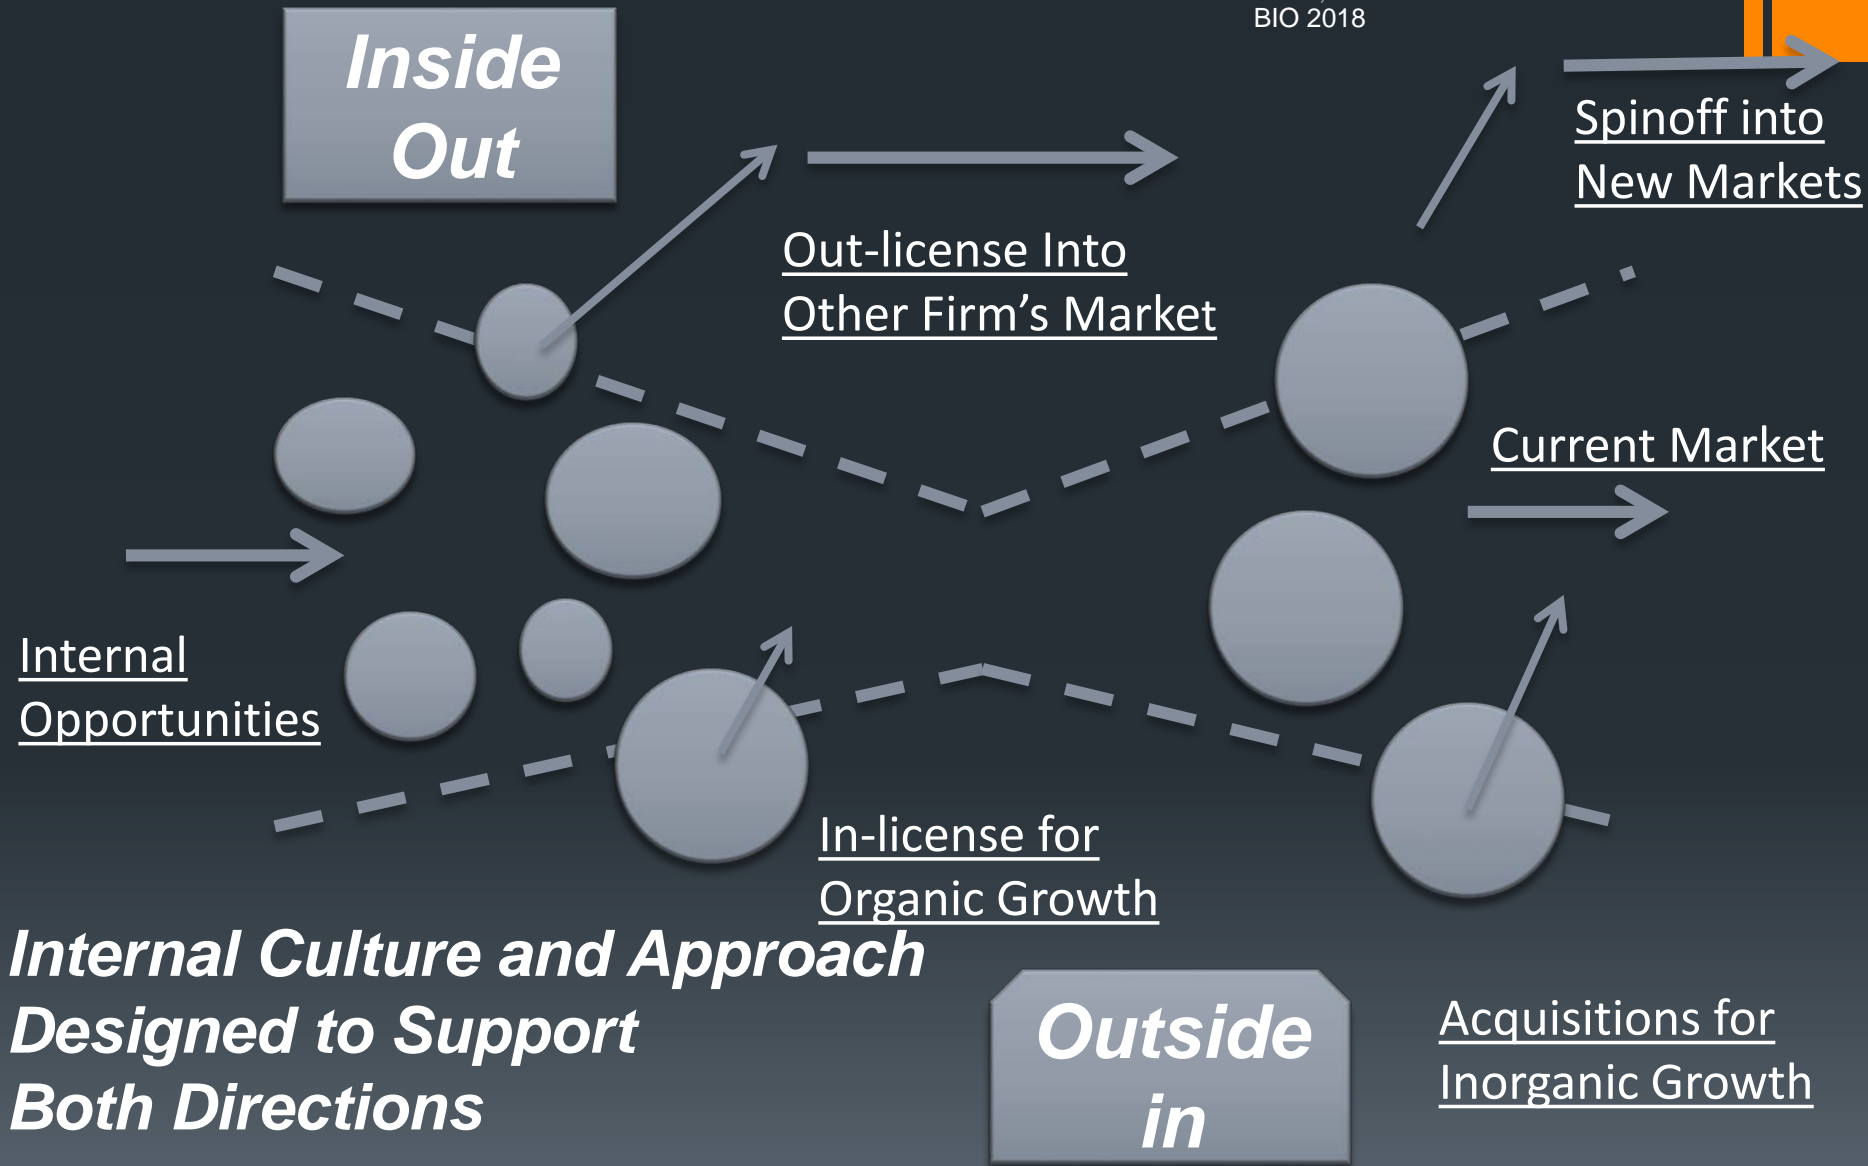 BIO 2018
Inside
Out
Spinoff into
New Markets
Out-license Into
Other Firm’s Market
Current Market
Internal
Opportunities
In-license for
Organic Growth
Internal Culture and Approach
Designed to Support
Both Directions
Outside
in
Acquisitions for
Inorganic Growth